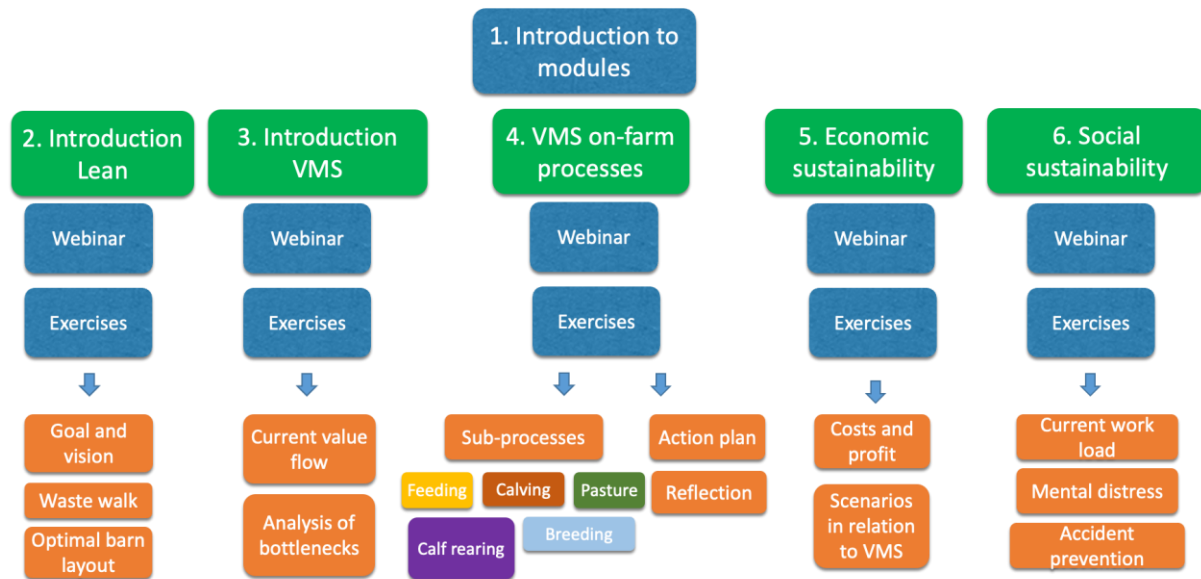 1. Introduction to
modules
2. Introduction
Lean
3. Introduction
VMS
4. VMS on-farm
processes
5. Economic
sustainability
6. Social
sustainability
Webinar
Webinar
Webinar
Webinar
Webinar
Exercises
Exercises
Exercises
Exercises
Exercises
Goal and
vision
Waste walk
Optimal barn
layout
Current value
flow
Analysis of
bottlenecks
Sub-processes
Feeding
Calving
Pasture
Calf rearing
Breeding
Action plan
Reflection
Costs and
profit
Scenarios
in relation
to VMS
Current work
load
Mental distress
Accident
prevention